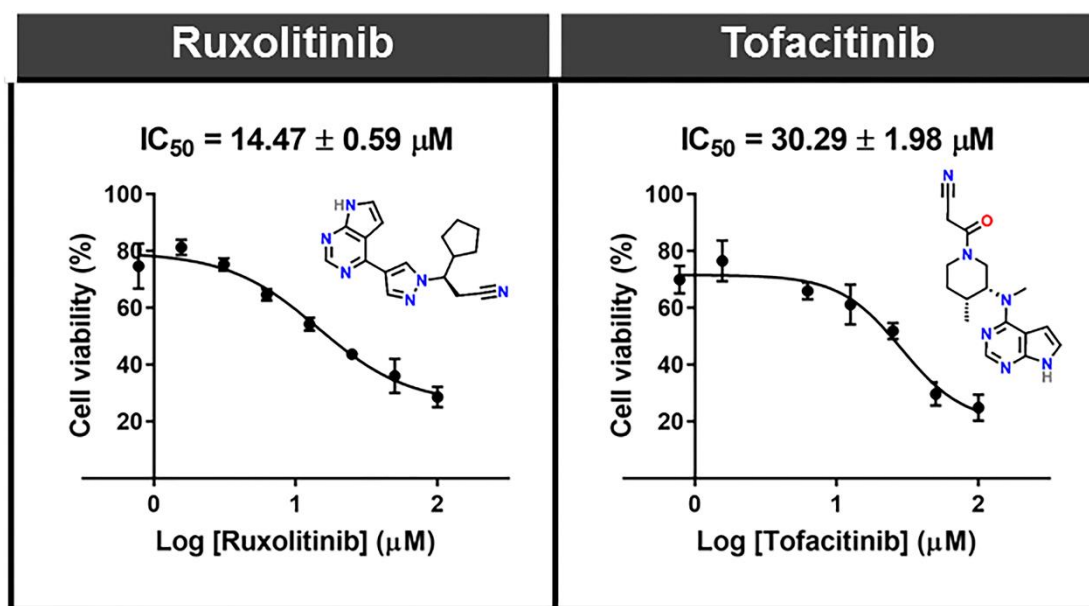 Ruxolitinib
IC50 = 14.47 ± 0.59 μM
100
80
60
40
20
Cell viability (%)
0
1
2
Log [Ruxolitinib] (μM)
HN
N
N
N
N
N
Tofacitinib
IC50 = 30.29 ± 1.98 μM
100
80
60
40
20
Cell viability (%)
0
1
2
Log [Tofacitinib] (μM)
N
O
N
N
N
N
N
H